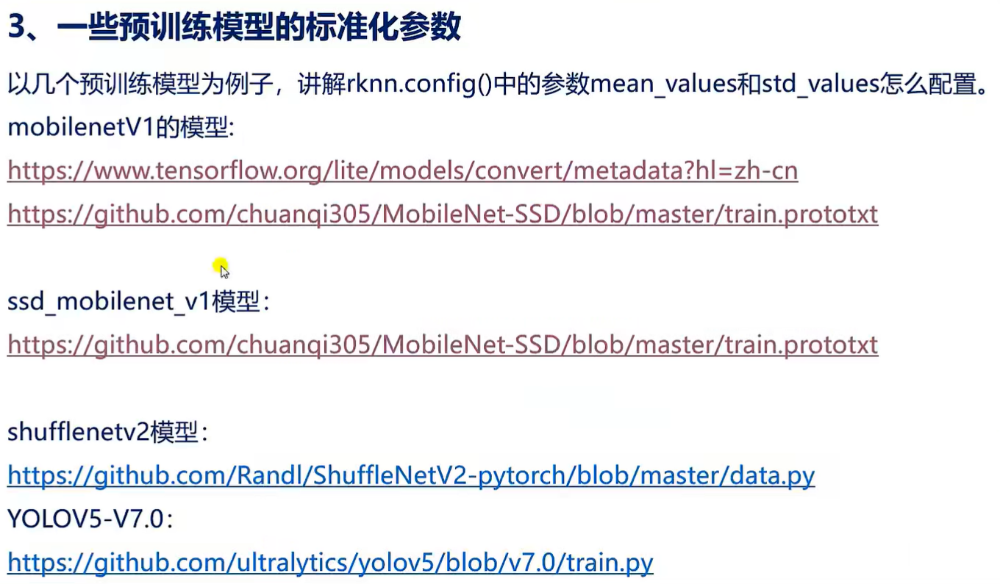 3、一些预训练模型的标准化参数
以几个预训练模型为例子，讲解rknn.config()中的参数mean_values和std_values怎么配置。
mobilenetV1的模型:
https://www.tensorflow.org/lite/models/convert/metadata?hl=zh-cn
https://github.com/chuanqi305/MobileNet-SSD/blob/master/train.prototxt
ssd_mobilenet_v1模型：
https://github.com/chuanqi305/MobileNet-SSD/blob/master/train.prototxt
shufflenetv2模型：
https://github.com/Randl/ShuffleNetV2-pytorch/blob/master/data.py
YOLOV5-V7.0：
https://github.com/ultralytics/yolov5/blob/v7.0/train.py